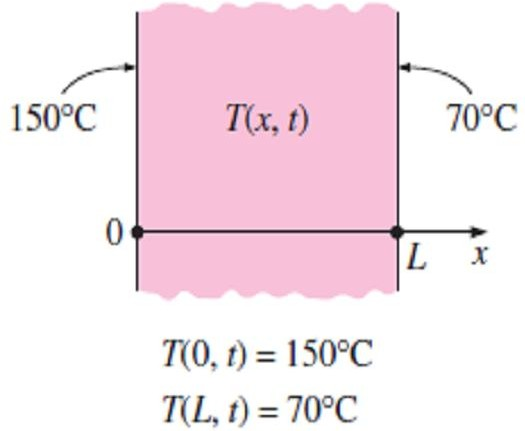 150°C
T(x, t)
70°C
0
L
x
T(0, t) = 150°C
T(L, t) = 70°C